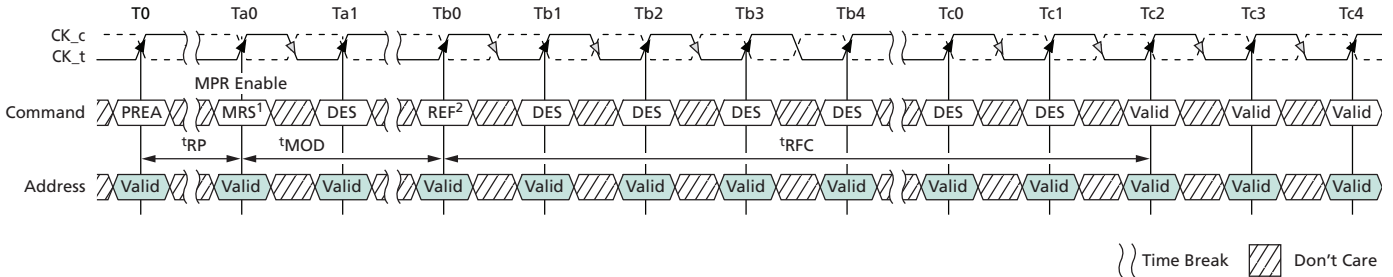 T0 Ta0 Ta1 Tb0 Tb1 Tb2 Tb3 Tb4 Tc0 Tc1 Tc2 Tc3 Tc4
CK_c
CK_t
MPR Enable
Command PREA MRS1 DES REF2 DES DES DES DES DES DES Valid Valid Valid
tRP tMOD tRFC
Address Valid Valid Valid Valid Valid Valid Valid Valid Valid Valid Valid Valid Valid
Time Break Don't Care